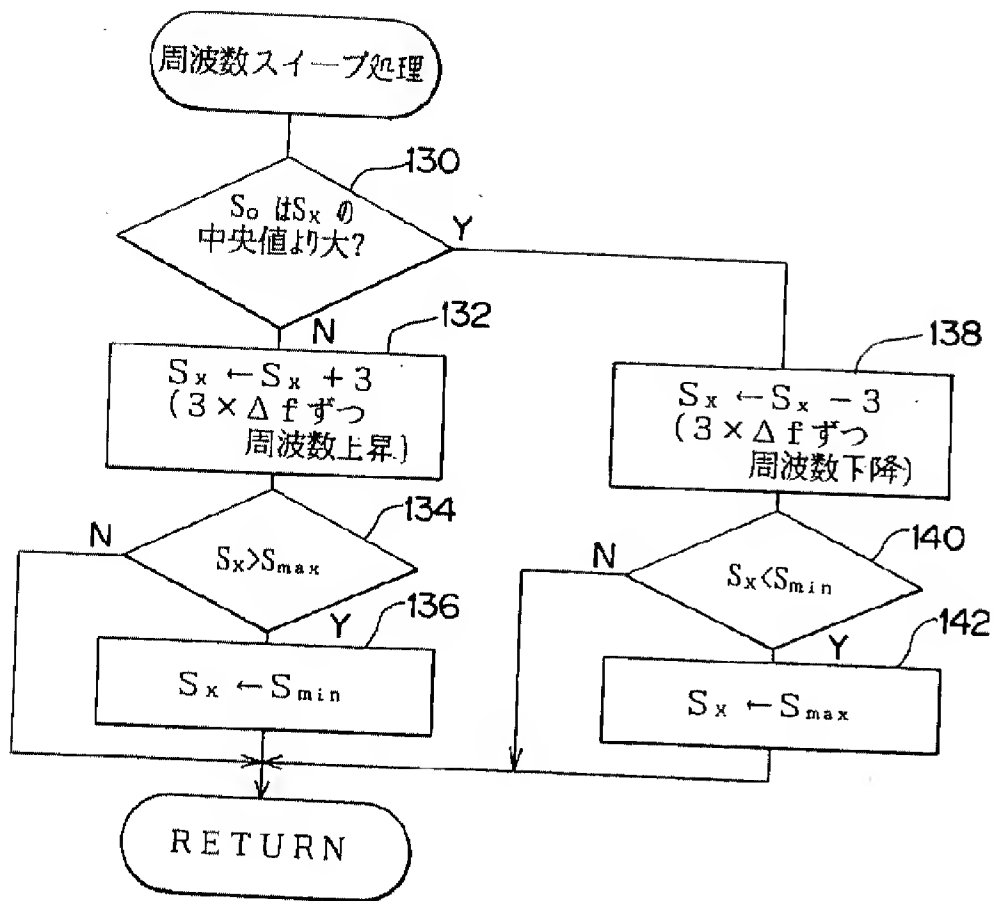 周波数スイープ処理
130
S₀ はSₓ の
中央値より大?
Y
N
132
Sₓ ← Sₓ + 3
(3 × Δf ずつ
周波数上昇)
138
Sₓ ← Sₓ − 3
(3 × Δf ずつ
周波数下降)
134
N
Sₓ>Smax
Y
136
Sₓ ← Smin
140
N
Sₓ<Smin
Y
142
Sₓ ← Smax
RETURN